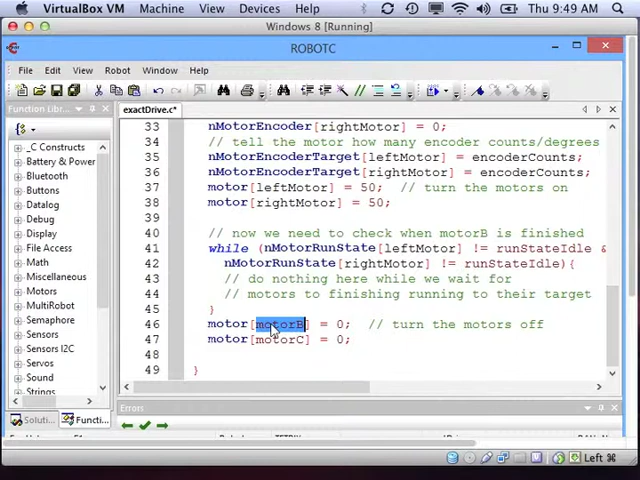 VirtualBox VM Machine View Devices Help Thu 9:49 AM
Windows 8 [Running]
ROBOTC
File Edit View Robot Window Help
Function Libr...
exactDrive.c*
_C Constructs
Battery & Power
Bluetooth
Buttons
Datalog
Debug
Display
File Access
Math
Miscellaneous
Motors
MultiRobot
Semaphore
Sensors
Sensors I2C
Sound
Strings
33 nMotorEncoder[rightMotor] = 0;
34 // tell the motor how many encoder counts/degrees
35 nMotorEncoderTarget[leftMotor] = encoderCounts;
36 nMotorEncoderTarget[rightMotor] = encoderCounts;
37 motor[leftMotor] = 50; // turn the motors on
38 motor[rightMotor] = 50;
39
40 // now we need to check when motorB is finished
41 while (nMotorRunState[leftMotor] != runStateIdle &
42 nMotorRunState[rightMotor] != runStateIdle){
43 // do nothing here while we wait for
44 // motors to finishing running to their target
45 }
46 motor[motorB] = 0; // turn the motors off
47 motor[motorC] = 0;
48
49 }
Solu... Functi...
Errors
Left ⌘